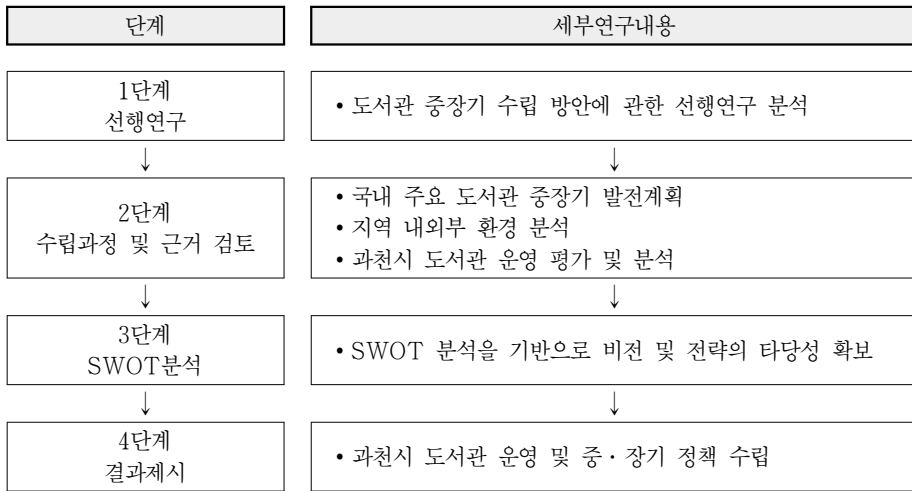 단계
세부연구내용
1단계
선행연구
• 도서관 중장기 수립 방안에 관한 선행연구 분석
↓
↓
2단계
수립과정 및 근거 검토
• 국내 주요 도서관 중장기 발전계획
• 지역 내외부 환경 분석
• 과천시 도서관 운영 평가 및 분석
↓
↓
3단계
SWOT분석
• SWOT 분석을 기반으로 비전 및 전략의 타당성 확보
↓
↓
4단계
결과제시
• 과천시 도서관 운영 및 중·장기 정책 수립